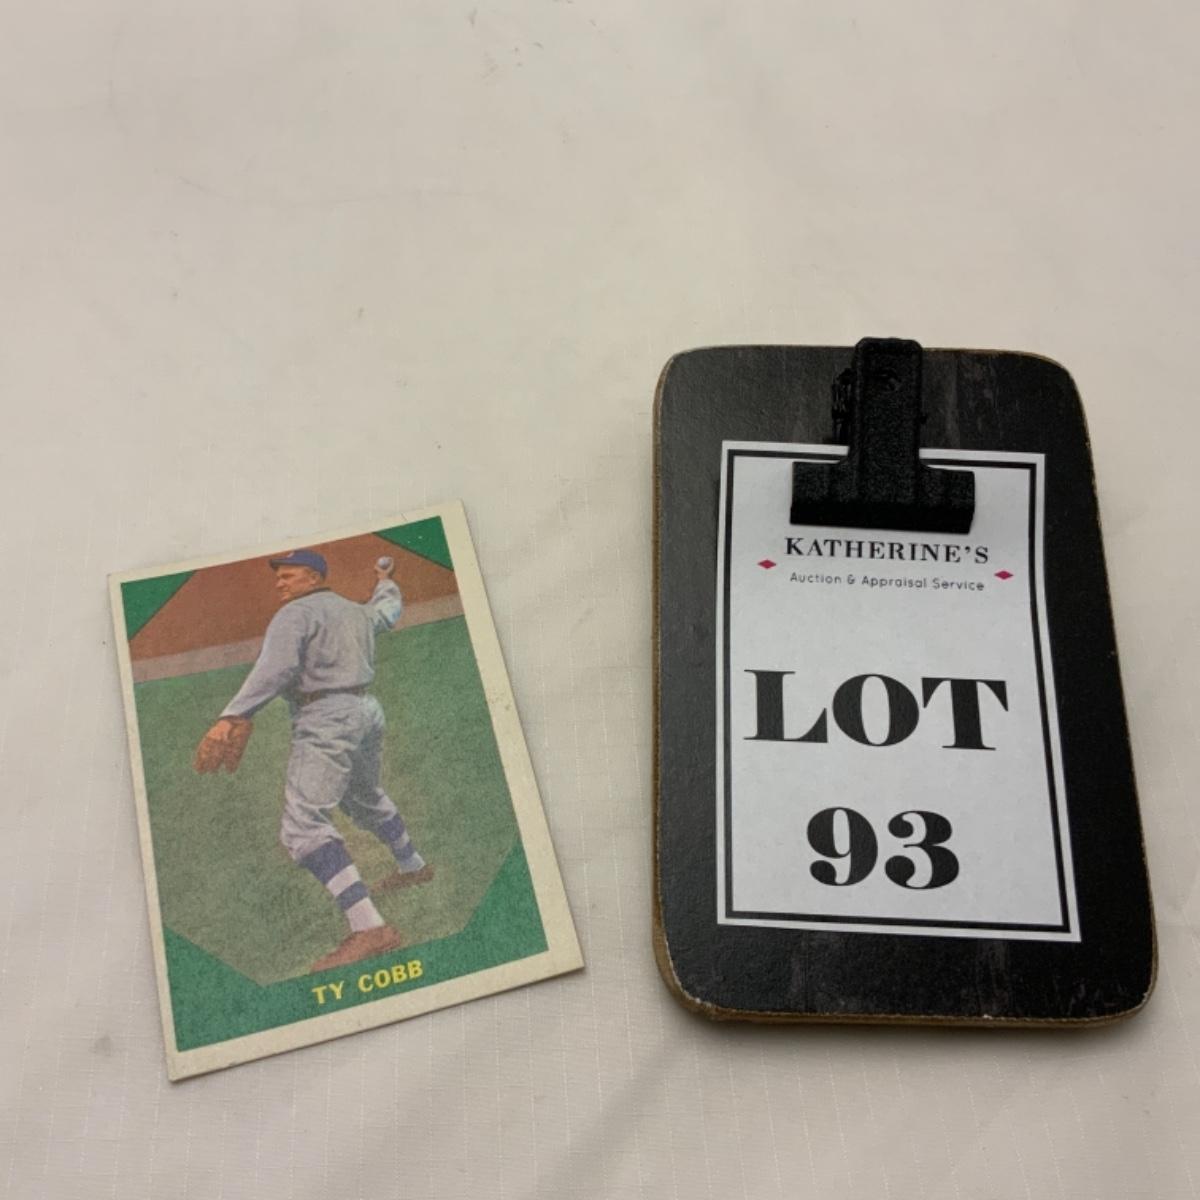 TY COBB
KATHERINE'S
Auction & Appraisal Service
LOT
93